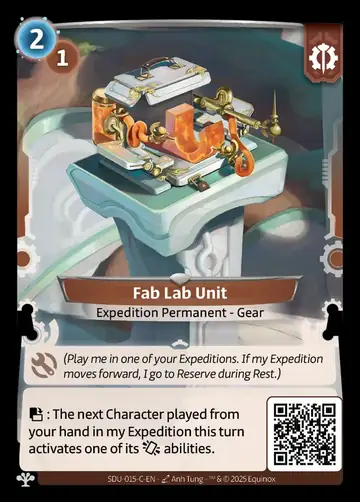 2
1
Fab Lab Unit
Expedition Permanent - Gear
(Play me in one of your Expeditions. If my Expedition
moves forward, I go to Reserve during Rest.)
: The next Character played from
your hand in my Expedition this turn
activates one of its abilities.
SDU-015-C-EN - Anh Tung - ™ & © 2025 Equinox